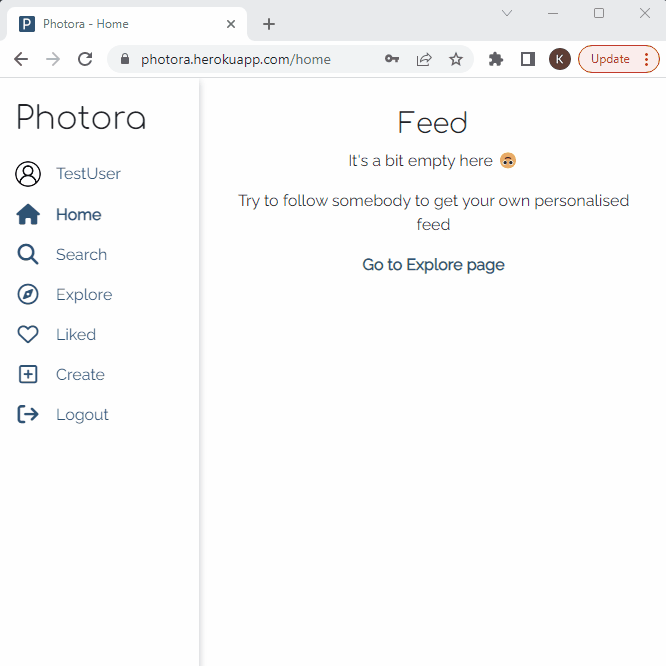 Photora - Home
photora.herokuapp.com/home
K
Update
Photora
TestUser
Home
Search
Explore
Liked
Create
Logout
Feed
It's a bit empty here 🙃
Try to follow somebody to get your own personalised
feed
Go to Explore page